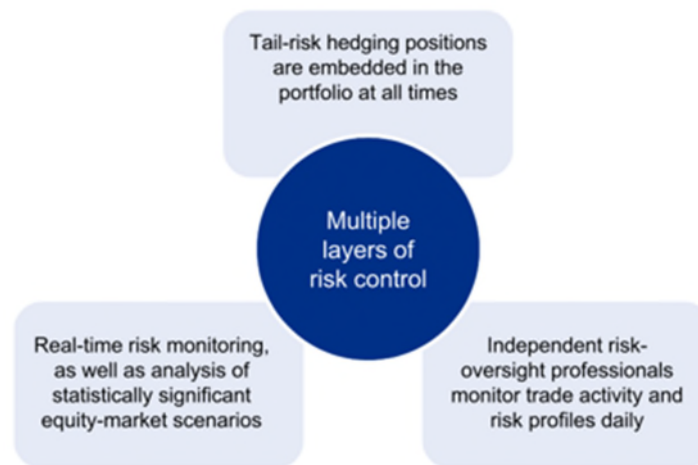 Tail-risk hedging positions
are embedded in the
portfolio at all times
Multiple
layers of
risk control
Real-time risk monitoring,
as well as analysis of
statistically significant
equity-market scenarios
Independent risk-
oversight professionals
monitor trade activity and
risk profiles daily